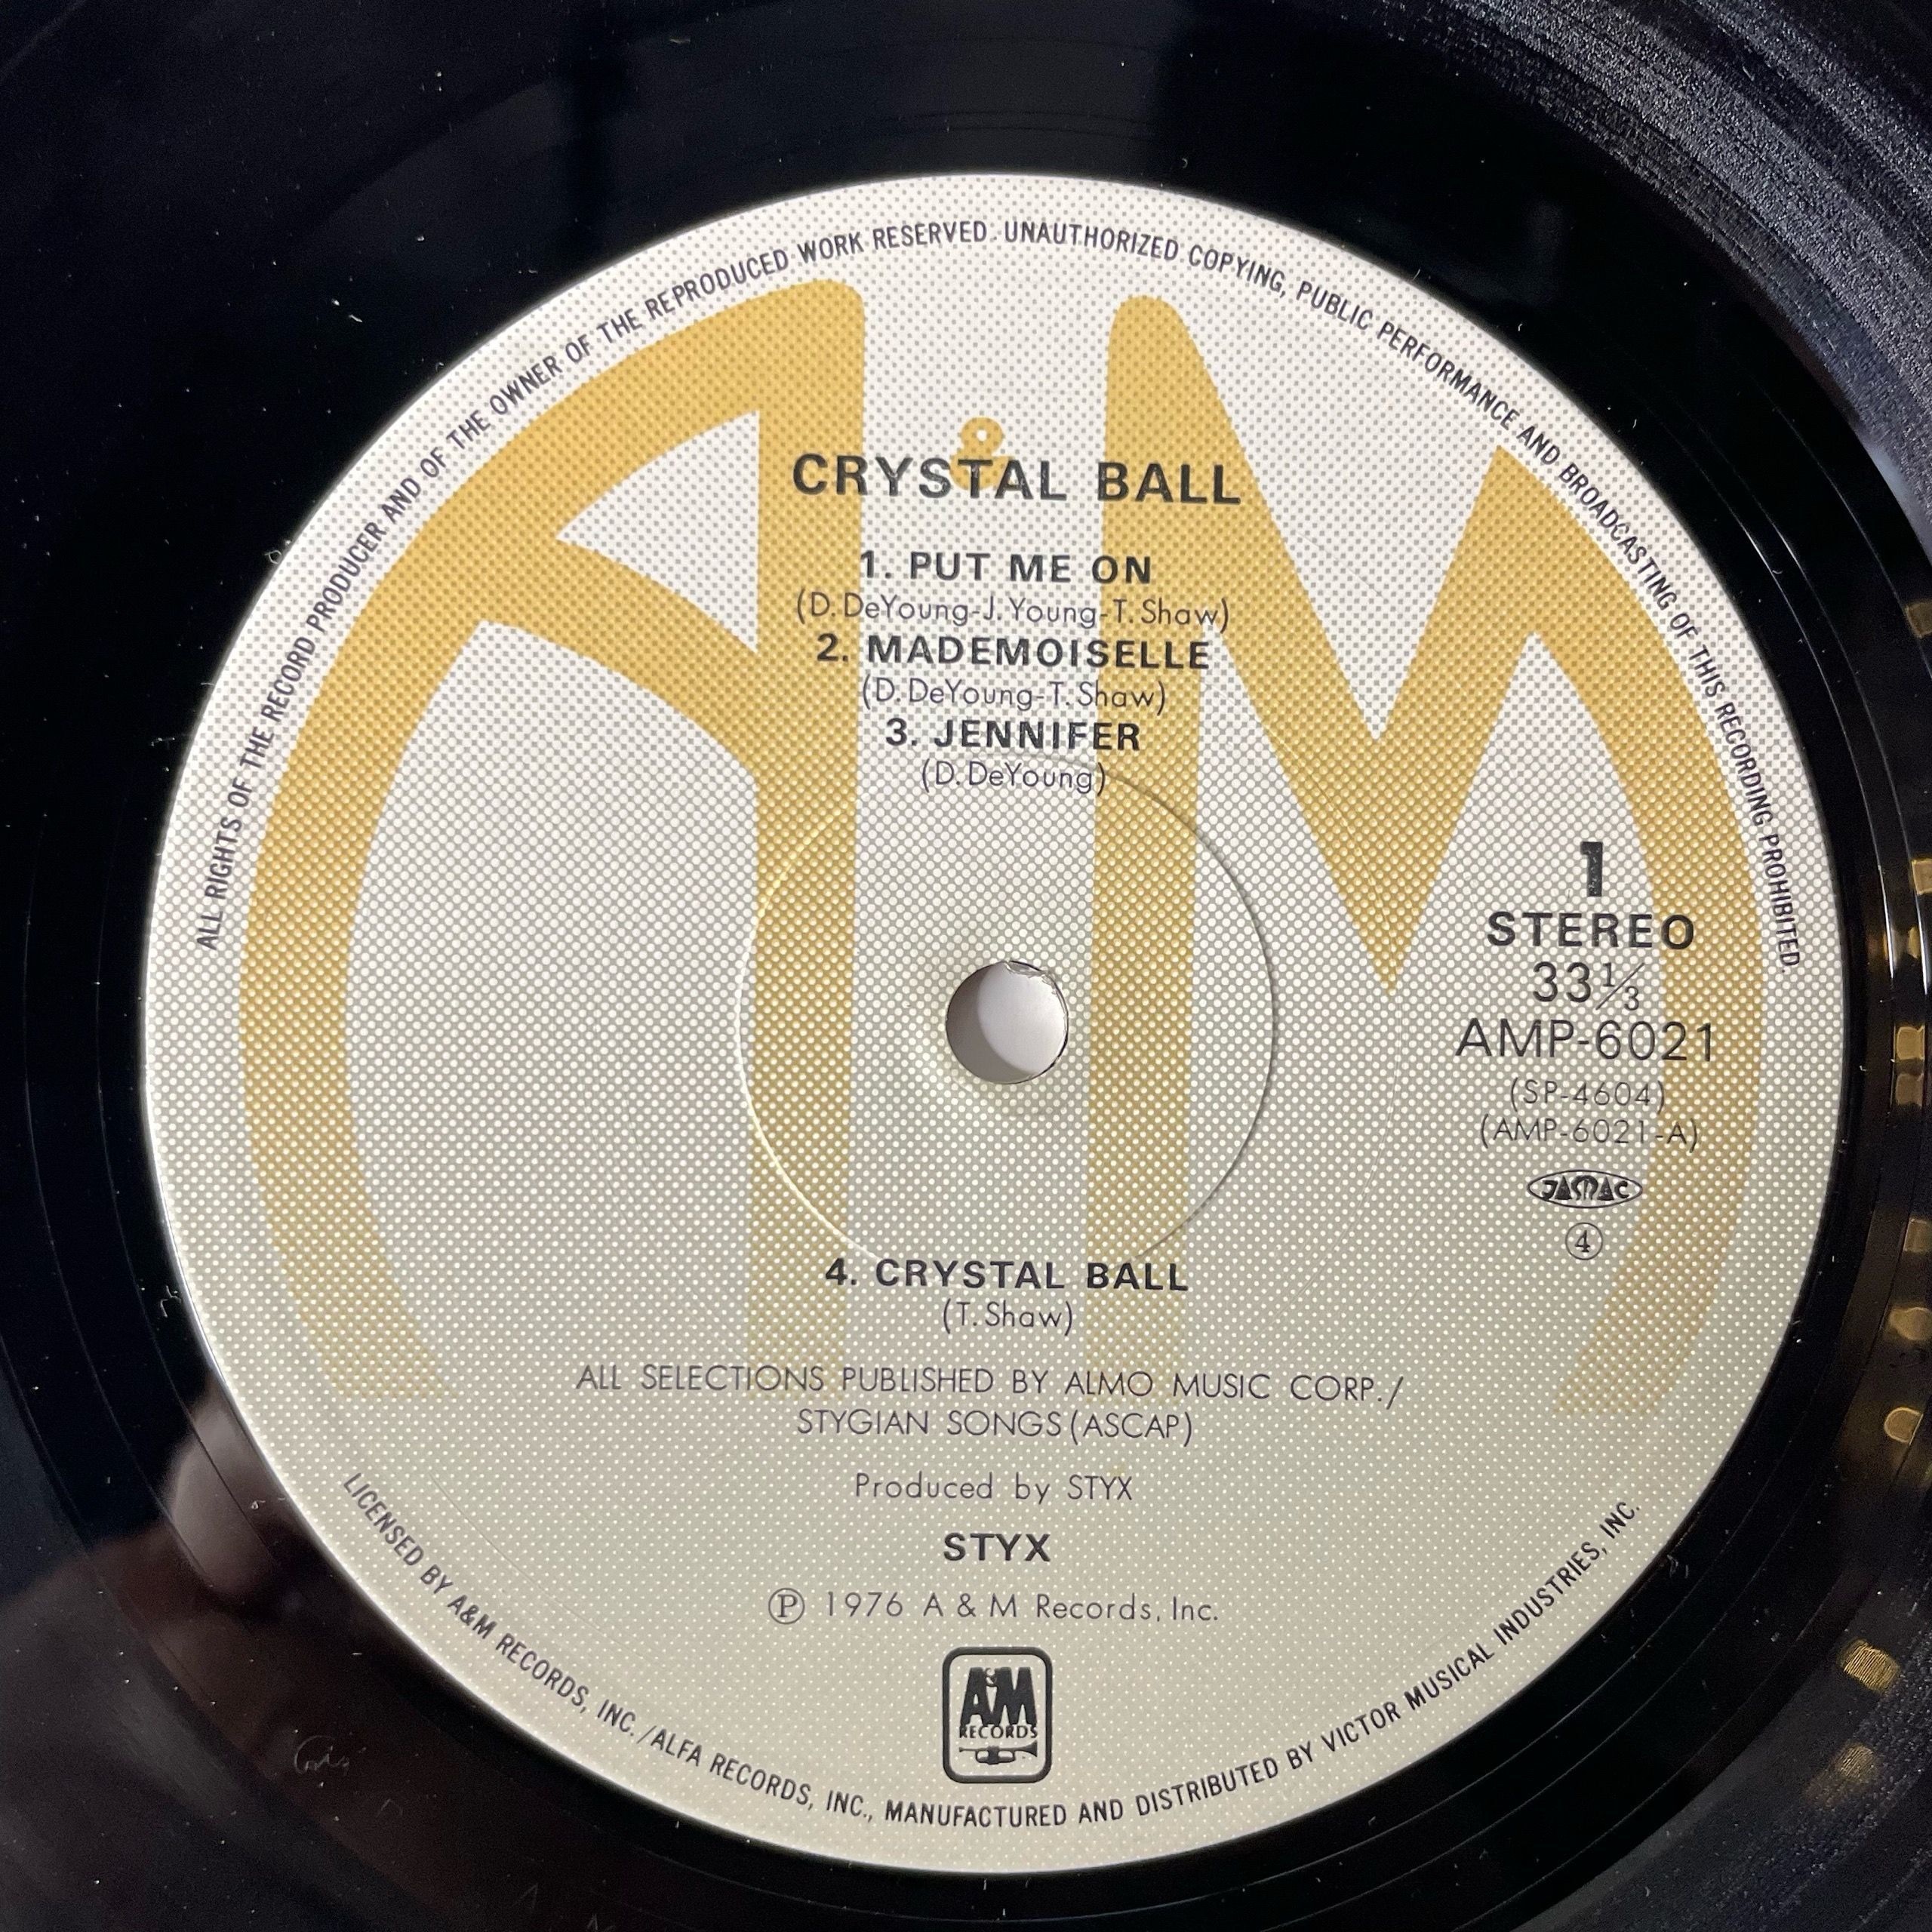 ALL RIGHTS OF THE RECORD PRODUCER AND OF THE OWNER OF THE REPRODUCED WORK RESERVED. UNAUTHORIZED COPYING, PUBLIC PERFORMANCE AND BROADCASTING OF THIS RECORDING PROHIBITED.
A&M
CRYSTAL BALL
1. PUT ME ON
(D. DeYoung-J. Young-T. Shaw)
2. MADEMOISELLE
(D. DeYoung-T. Shaw)
3. JENNIFER
(D. DeYoung)
1
STEREO
33⅓
AMP-6021
(SP-4604)
(AMP-6021-A)
JAMAC
④
4. CRYSTAL BALL
(T. Shaw)
ALL SELECTIONS PUBLISHED BY ALMO MUSIC CORP./
STYGIAN SONGS (ASCAP)
Produced by STYX
STYX
Ⓟ 1976 A & M Records, Inc.
A&M
RECORDS
LICENSED BY A&M RECORDS, INC./ALFA RECORDS, INC., MANUFACTURED AND DISTRIBUTED BY VICTOR MUSICAL INDUSTRIES, INC.